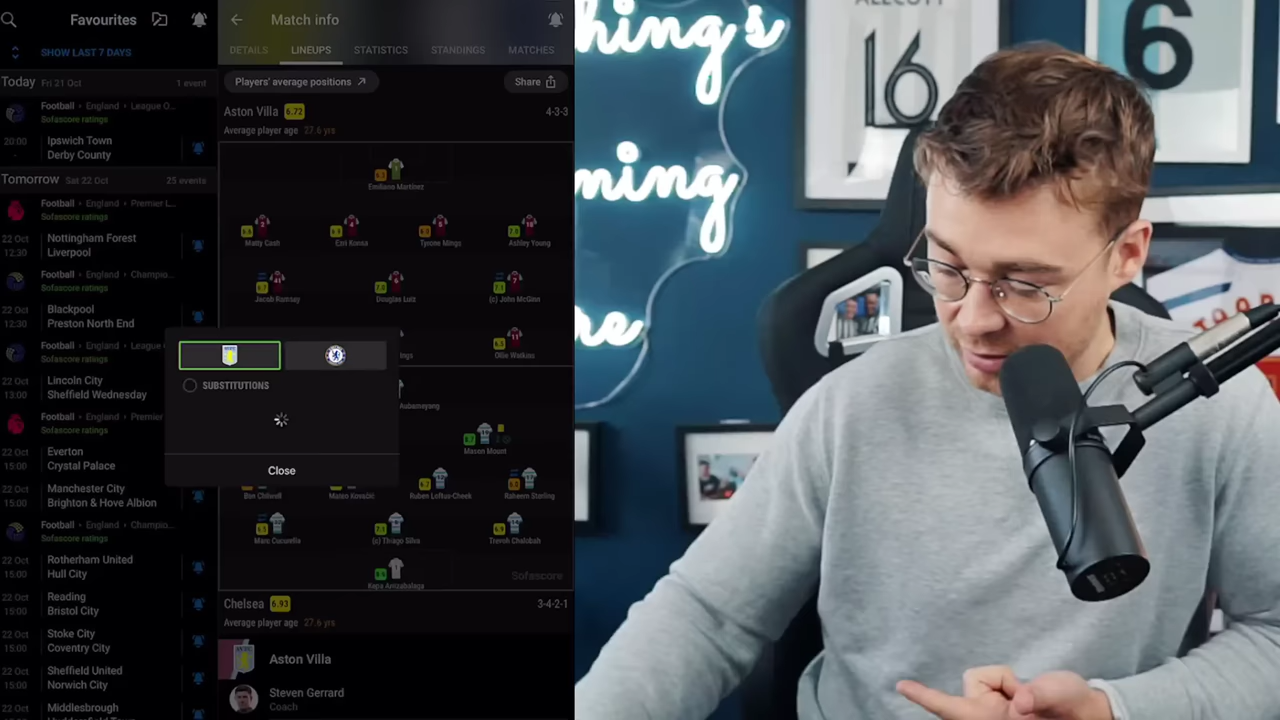 Favourites
SHOW LAST 7 DAYS
Today Fri 21 Oct 1 event
Football • England • League O...
Sofascore ratings
20:00 Ipswich Town
- Derby County
Tomorrow Sat 22 Oct 25 events
Football • England • Premier L...
Sofascore ratings
22 Oct Nottingham Forest
12:30 Liverpool
Football • England • Champio...
Sofascore ratings
22 Oct Blackpool
12:30 Preston North End
Football • England • League
Sofascore ratings
22 Oct Lincoln City
13:00 Sheffield Wednesday
Football • England • Premier
Sofascore ratings
22 Oct Everton
15:00 Crystal Palace
22 Oct Manchester City
15:00 Brighton & Hove Albion
Football • England • Champio...
Sofascore ratings
22 Oct Rotherham United
15:00 Hull City
22 Oct Reading
15:00 Bristol City
22 Oct Stoke City
15:00 Coventry City
22 Oct Sheffield United
15:00 Norwich City
22 Oct Middlesbrough
Match info
DETAILS LINEUPS STATISTICS STANDINGS MATCHES
Players' average positions Share
Aston Villa 6.72 4-3-3
Average player age 27.6 yrs
Emiliano Martínez
Matty Cash Ezri Konsa Tyrone Mings Ashley Young
Jacob Ramsey Douglas Luiz (c) John McGinn
ings Ollie Watkins
SUBSTITUTIONS
Close
Aubameyang
Mason Mount
Ben Chilwell Mateo Kovačić Ruben Loftus-Cheek Raheem Sterling
Marc Cucurella (c) Thiago Silva Trevoh Chalobah
Kepa Arrizabalaga
Sofascore
Chelsea 6.93 3-4-2-1
Average player age 27.6 yrs
Aston Villa
Steven Gerrard
Coach
hing's
ning
re
16
6